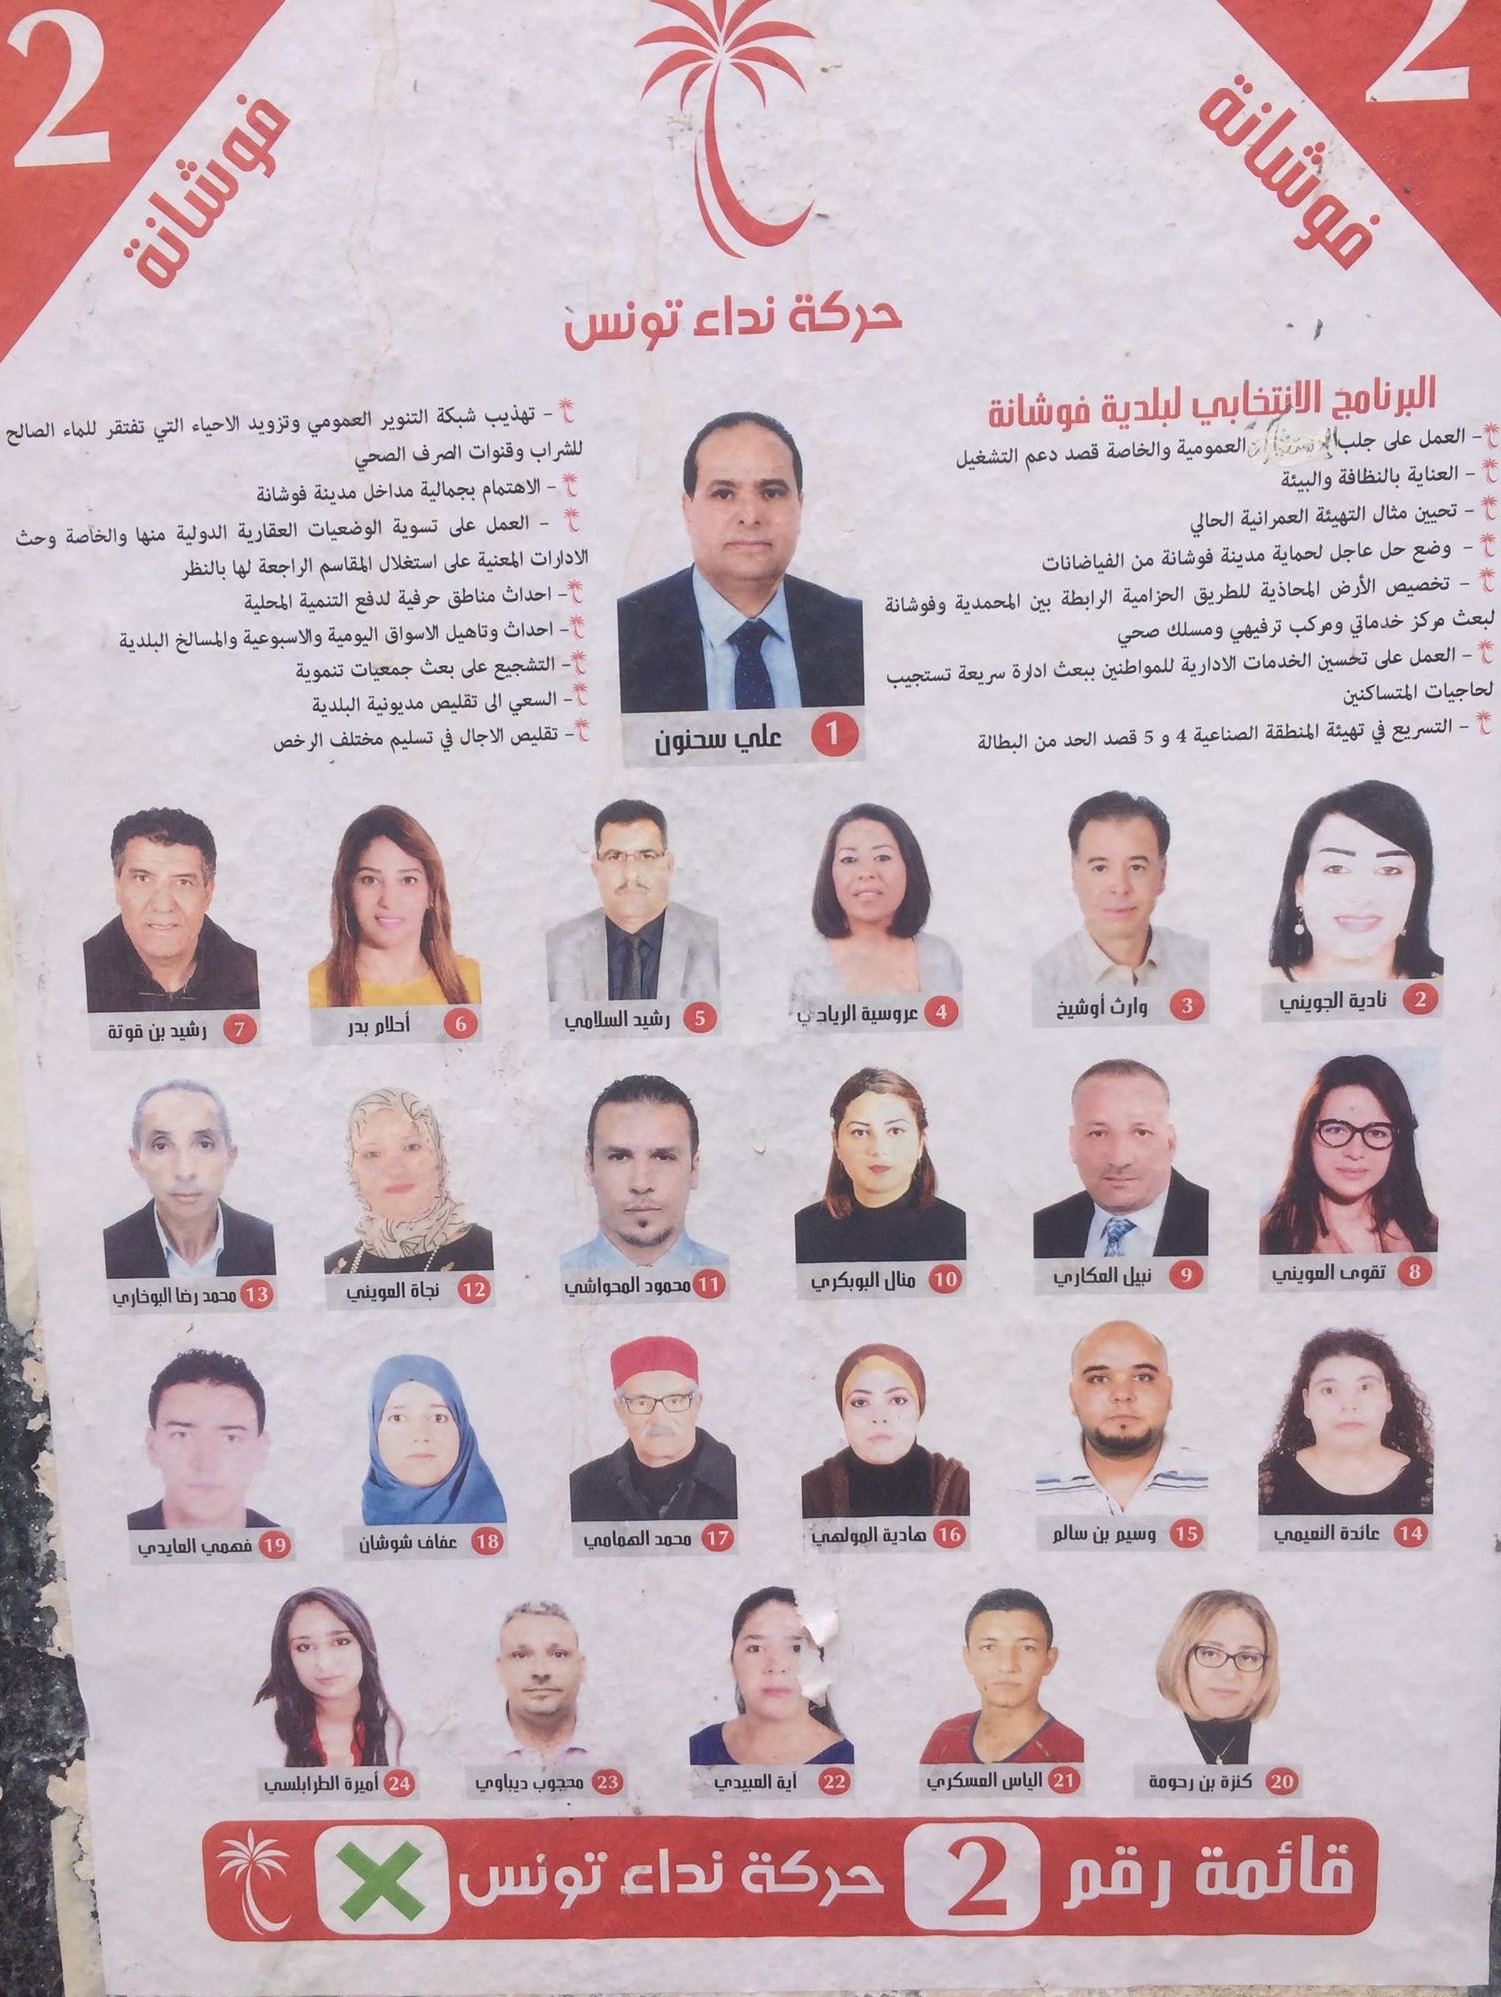 2
2
فوشانة
فوشانة
حركة نداء تونس
البرنامج الانتخابي لبلدية فوشانة
- العمل على جلب العمومية والخاصة قصد دعم التشغيل
- العناية بالنظافة والبيئة
- تحيين مثال التهيئة العمرانية الحالي
- وضع حل عاجل لحماية مدينة فوشانة من الفياضانات
- تخصيص الأرض المحاذية للطريق الحزامية الرابطة بين المحمدية وفوشانة
لبعث مركز خدماتي ومركب ترفيهي ومسلك صحي
- العمل على تحسين الخدمات الادارية للمواطنين ببعث ادارة سريعة تستجيب
لحاجيات المتساكنين
- التسريع في تهيئة المنطقة الصناعية 4 و 5 قصد الحد من البطالة
- تهذيب شبكة التنوير العمومي وتزويد الاحياء التي تفتقر للماء الصالح
للشراب وقنوات الصرف الصحي
- الاهتمام بجمالية مداخل مدينة فوشانة
- العمل على تسوية الوضعيات العقارية الدولية منها والخاصة وحث
الادارات المعنية على استغلال المقاسم الراجعة لها بالنظر
- احداث مناطق حرفية لدفع التنمية المحلية
- احداث وتاهيل الاسواق اليومية والاسبوعية والمسالخ البلدية
- التشجيع على بعث جمعيات تنموية
- السعي الى تقليص مديونية البلدية
- تقليص الاجال في تسليم مختلف الرخص
1 علي سحنون
2 نادية الجويني
3 وارث أوشيخ
4 عروسية الرياحي
5 رشيد السلامي
6 أحلام بدر
7 رشيد بن قوتة
8 تقوى العويني
9 نبيل العكاري
10 منال البوبكري
11 محمود المحواشي
12 نجاة العويني
13 محمد رضا البوخاري
14 عائدة النعيمي
15 وسيم بن سالم
16 هادية المولهي
17 محمد الهمامي
18 عفاف شوشان
19 فهمي العايدي
20 كنزة بن رحومة
21 الياس العسكري
22 آية العبيدي
23 محجوب ديباوي
24 أميرة الطرابلسي
قائمة رقم 2 حركة نداء تونس